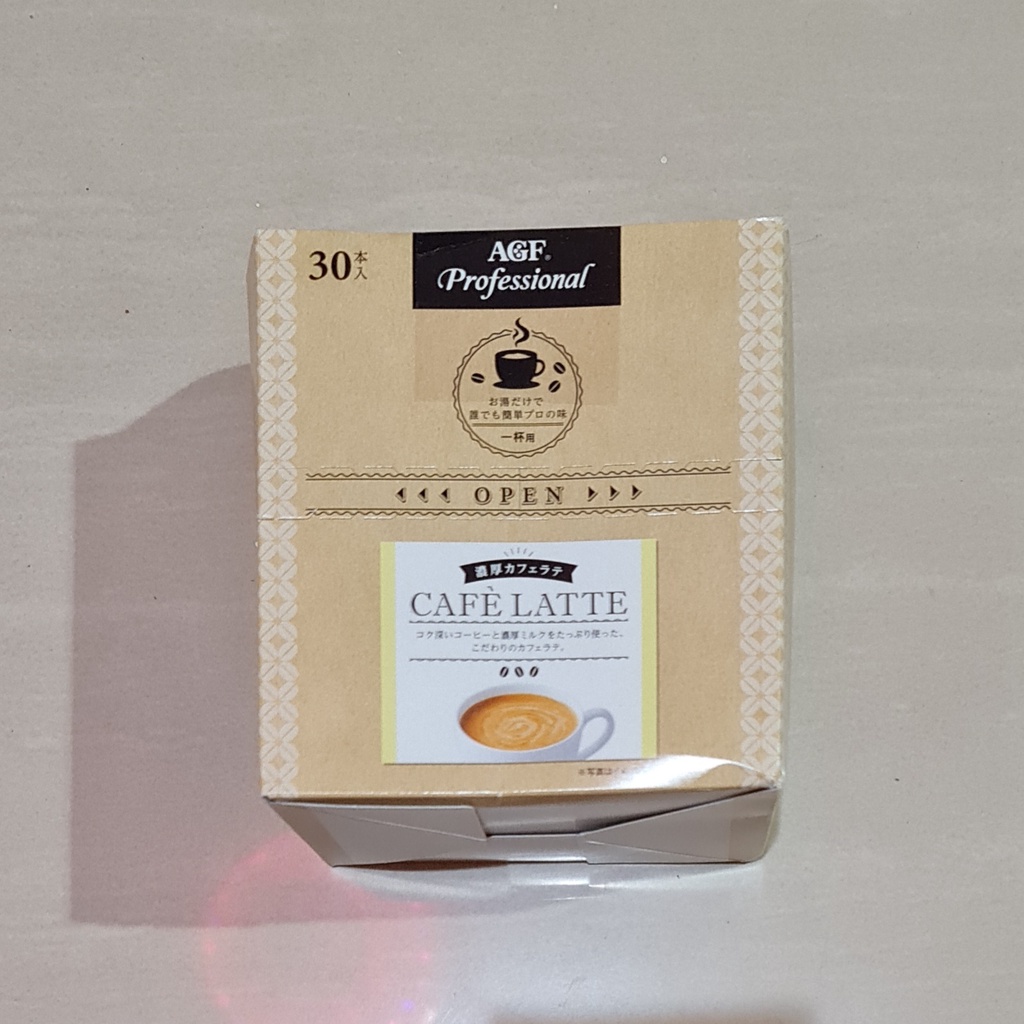 30本入
AGF®
Professional
お湯だけで
誰でも簡単プロの味
一杯用
OPEN
濃厚カフェラテ
CAFÈ LATTE
コク深いコーヒーと濃厚ミルクをたっぷり使った、
こだわりのカフェラテ。
※写真は